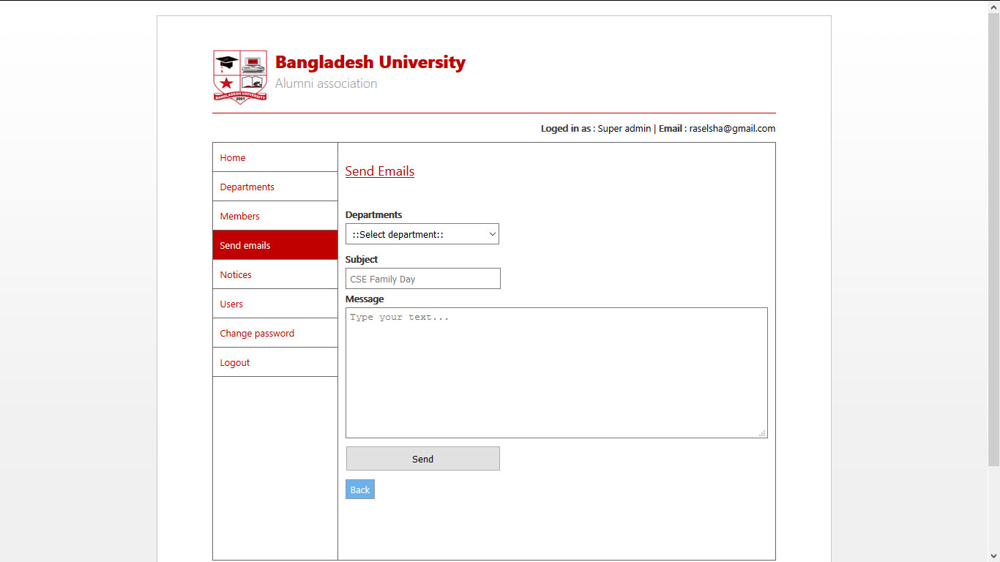 Bangladesh University
Alumni association
BANGLADESH UNIVERSITY
2001
Loged in as : Super admin | Email : raselsha@gmail.com
Home
Departments
Members
Send emails
Notices
Users
Change password
Logout
Send Emails
Departments
::Select department::
Subject
CSE Family Day
Message
Type your text...
Send
Back